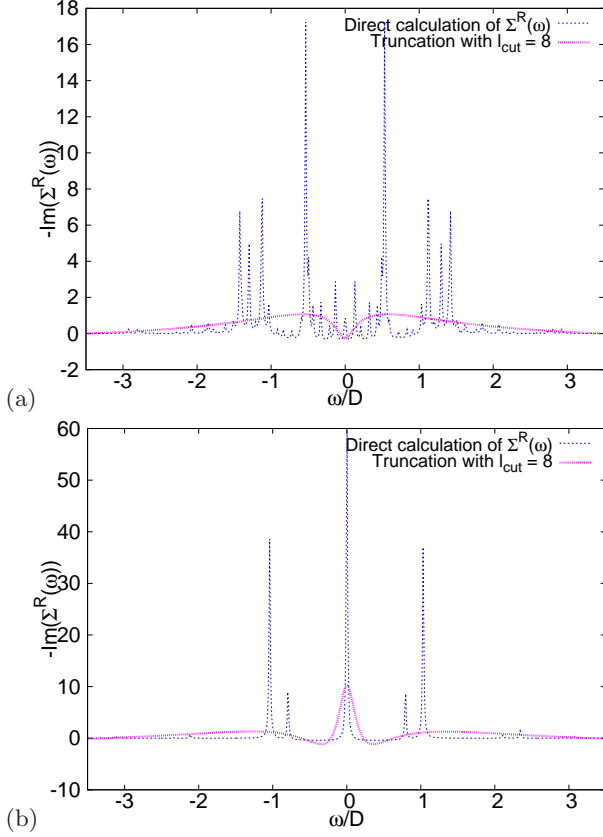 18
16
14
12
10
8
6
4
2
0
-2
-Im(Σ^R(ω))
Direct calculation of Σ^R(ω)
Truncation with l_cut = 8
-3 -2 -1 0 1 2 3
ω/D
(a)
60
50
40
30
20
10
0
-10
-Im(Σ^R(ω))
Direct calculation of Σ^R(ω)
Truncation with l_cut = 8
-3 -2 -1 0 1 2 3
ω/D
(b)